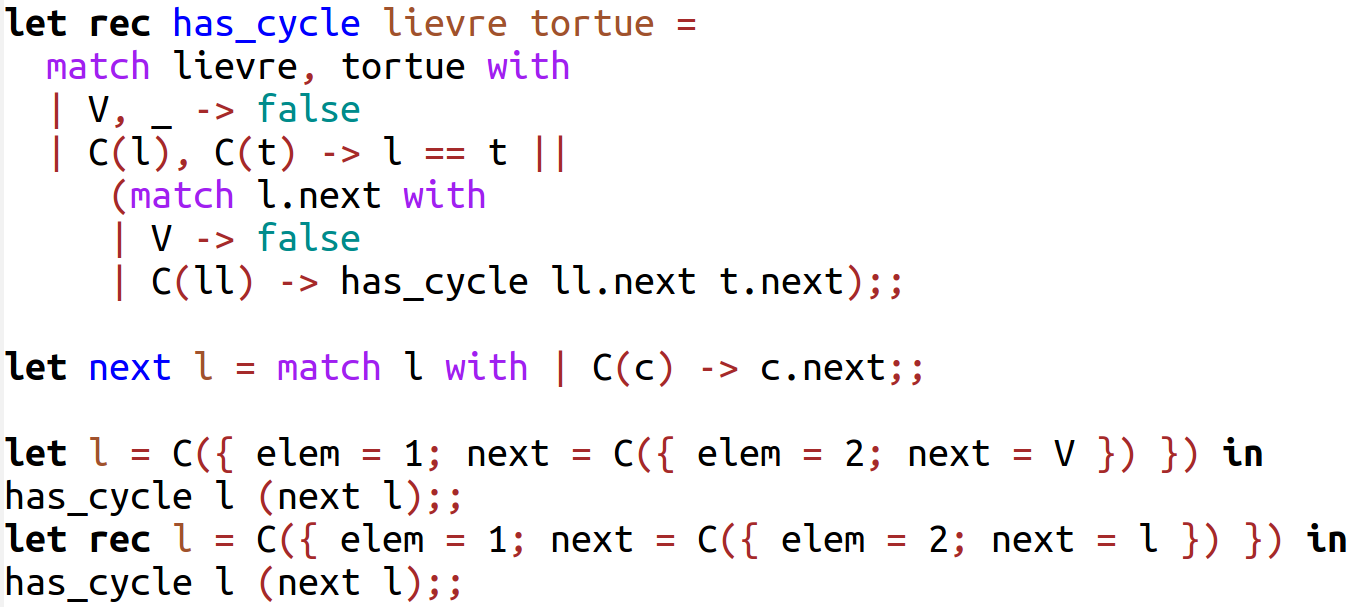 let rec has_cycle lievre tortue =
  match lievre, tortue with
  | V, _ -> false
  | C(l), C(t) -> l == t ||
     (match l.next with
     | V -> false
     | C(ll) -> has_cycle ll.next t.next);;

let next l = match l with | C(c) -> c.next;;

let l = C({ elem = 1; next = C({ elem = 2; next = V }) }) in
has_cycle l (next l);;
let rec l = C({ elem = 1; next = C({ elem = 2; next = l }) }) in
has_cycle l (next l);;